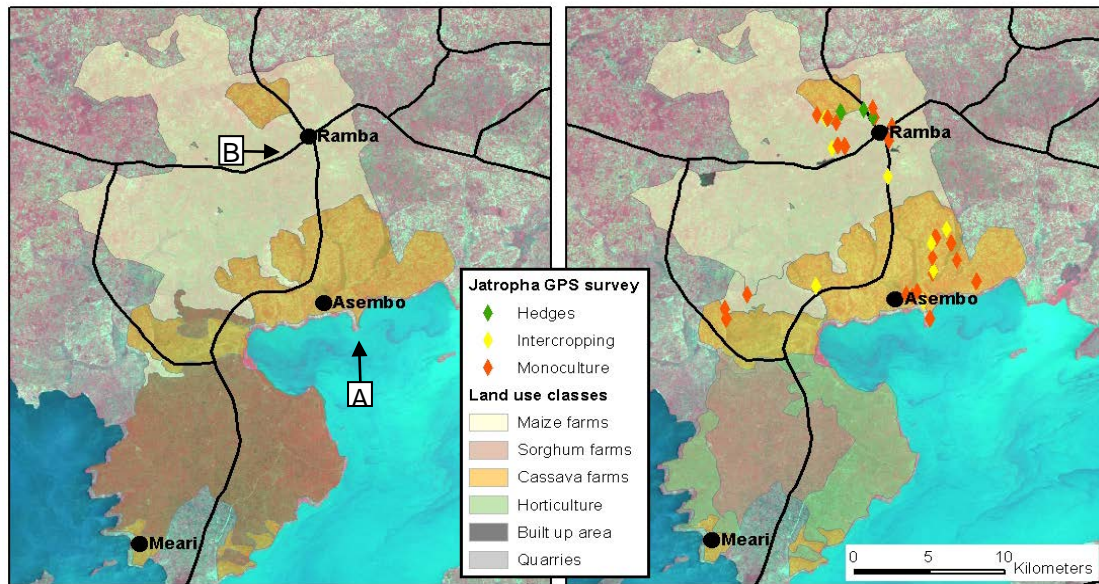 Ramba
B
Asembo
A
Meari
Jatropha GPS survey
Hedges
Intercropping
Monoculture
Land use classes
Maize farms
Sorghum farms
Cassava farms
Horticulture
Built up area
Quarries
Ramba
Asembo
Meari
0 5 10
Kilometers